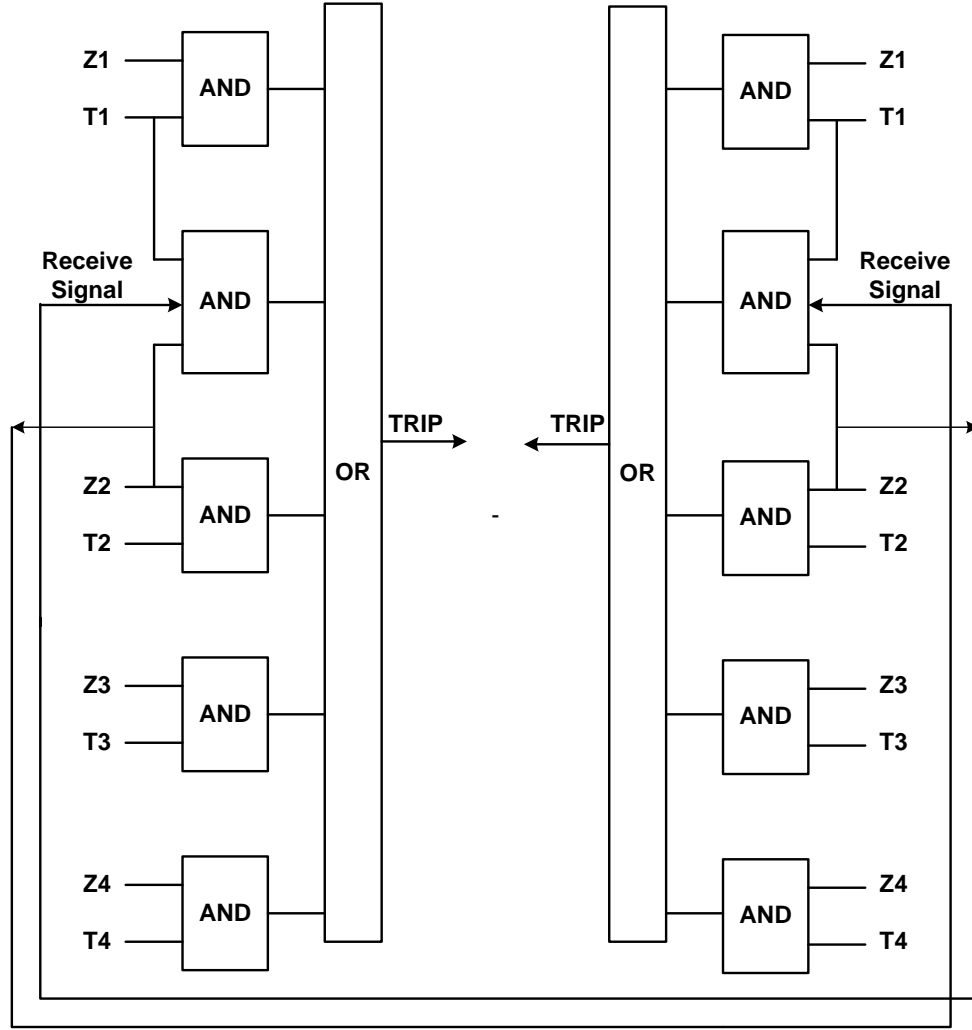 Z1
AND
T1
Receive
Signal
AND
TRIP
OR
Z2
AND
T2
Z3
AND
T3
Z4
AND
T4
Z1
AND
T1
Receive
Signal
AND
TRIP
OR
-
Z2
AND
T2
Z3
AND
T3
Z4
AND
T4